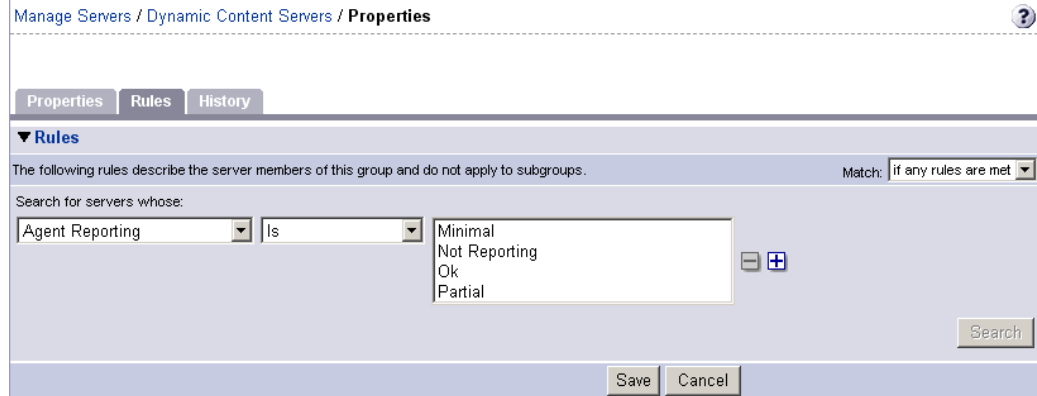 Manage Servers / Dynamic Content Servers / Properties
?
Properties Rules History
Rules
The following rules describe the server members of this group and do not apply to subgroups. Match: if any rules are met
Search for servers whose:
Agent Reporting Is
Minimal
Not Reporting
Ok
Partial
Search
Save Cancel